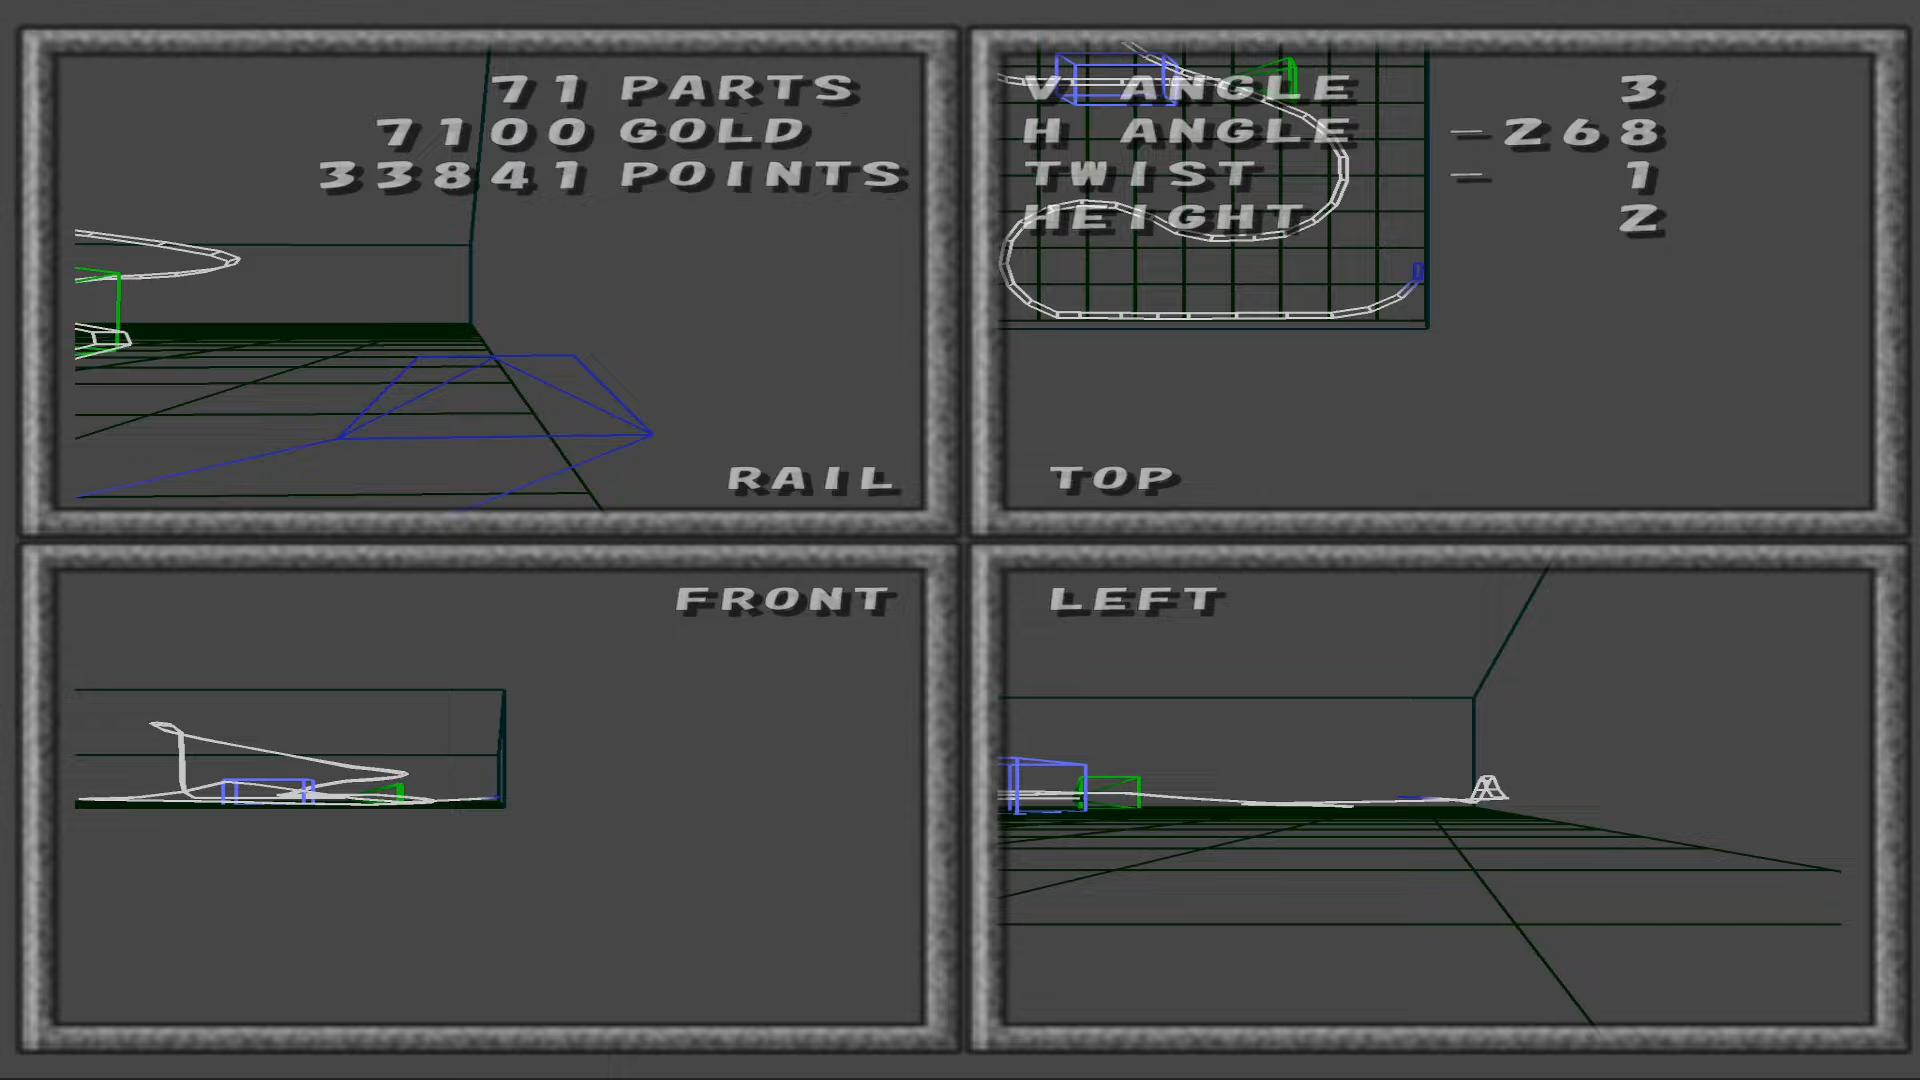 71 PARTS
7100 GOLD
33841 POINTS
RAIL
V ANGLE 3
H ANGLE -268
TWIST - 1
HEIGHT 2
TOP
FRONT
LEFT